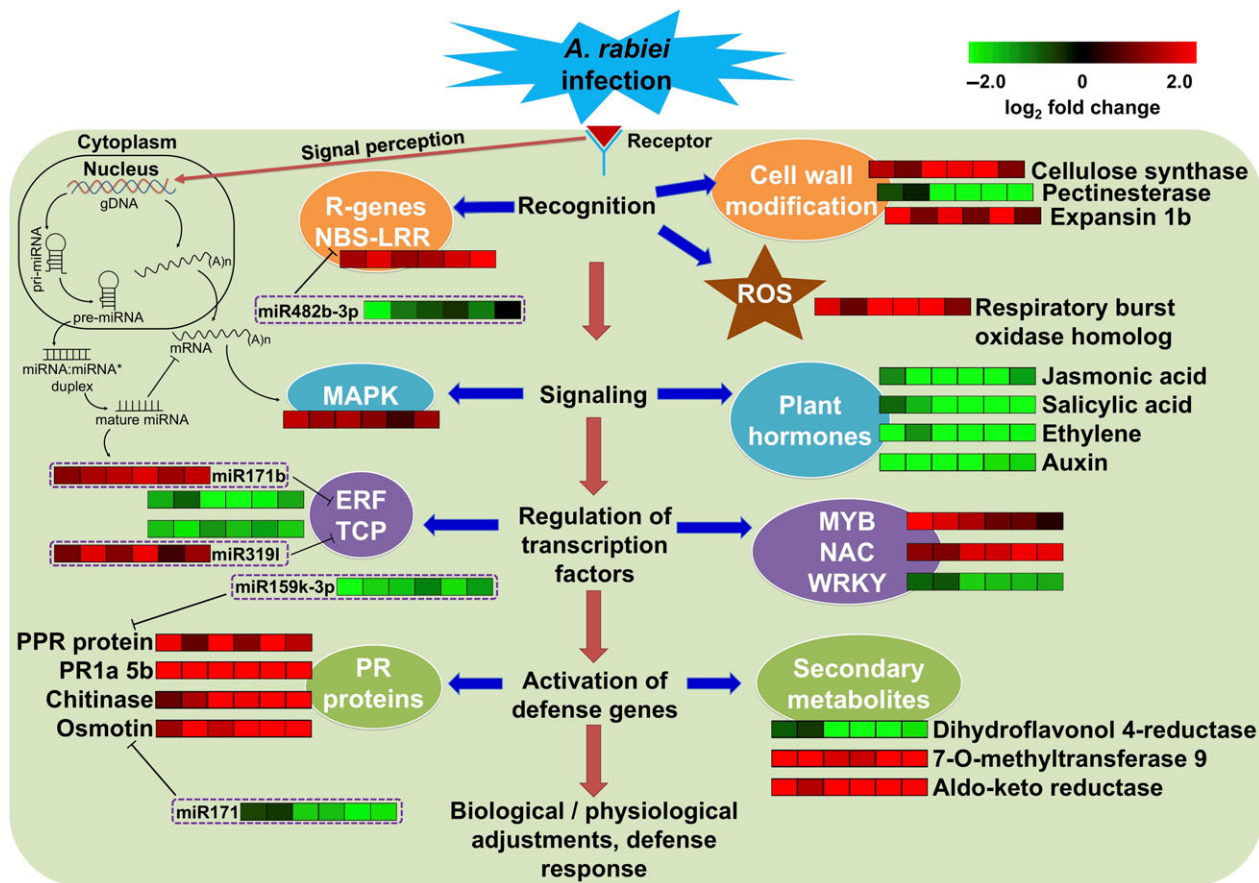 A. rabiei
infection
–2.0 0 2.0
log2 fold change
Cytoplasm
Nucleus
gDNA
pri-miRNA
(A)n
pre-miRNA
(A)n
mRNA
miRNA:miRNA*
duplex
mature miRNA
Signal perception
Receptor
R-genes
NBS-LRR
Recognition
Cell wall
modification
Cellulose synthase
Pectinesterase
Expansin 1b
miR482b-3p
ROS
Respiratory burst
oxidase homolog
MAPK
Signaling
Plant
hormones
Jasmonic acid
Salicylic acid
Ethylene
Auxin
miR171b
ERF
TCP
miR319l
Regulation of
transcription
factors
MYB
NAC
WRKY
miR159k-3p
PPR protein
PR1a 5b
Chitinase
Osmotin
PR
proteins
Activation of
defense genes
Secondary
metabolites
Dihydroflavonol 4-reductase
7-O-methyltransferase 9
Aldo-keto reductase
miR171
Biological / physiological
adjustments, defense
response